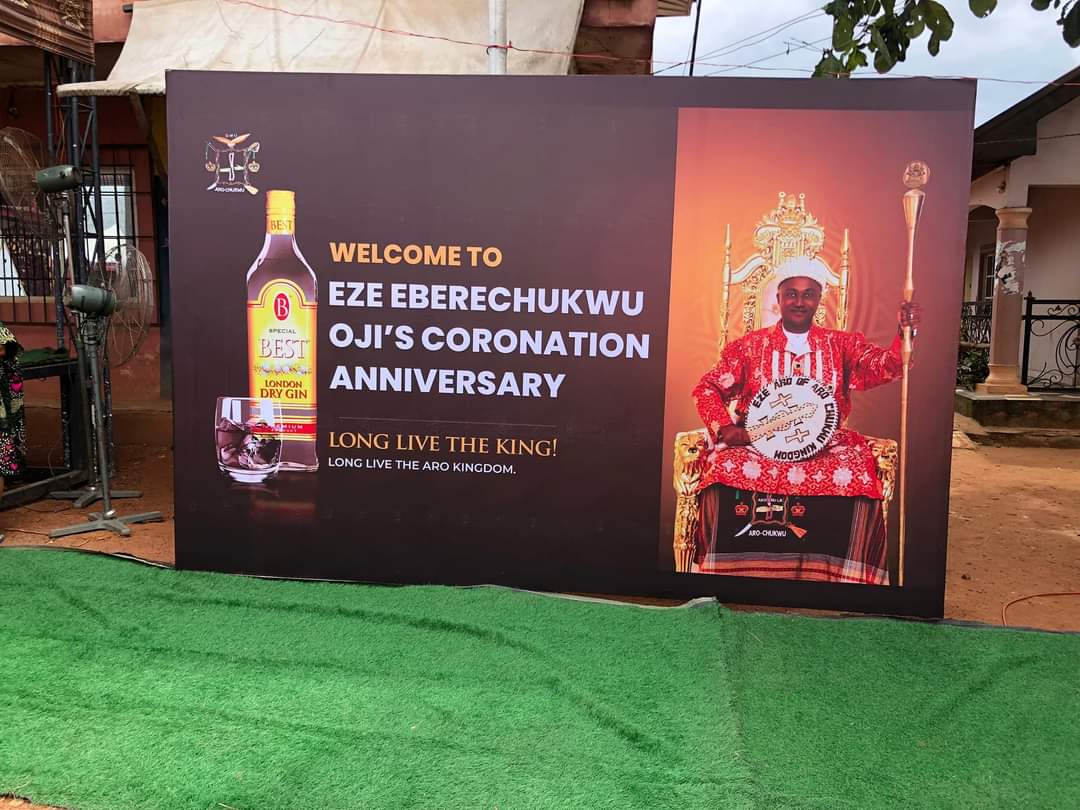 ARO-CHUKWU
BEST
B
SPECIAL
BEST
LONDON
DRY GIN
PREMIUM
WELCOME TO
EZE EBERECHUKWU
OJI'S CORONATION
ANNIVERSARY
LONG LIVE THE KING!
LONG LIVE THE ARO KINGDOM.
EZE ARO OF ARO CHUKWU KINGDOM
ARO-CHUKWU